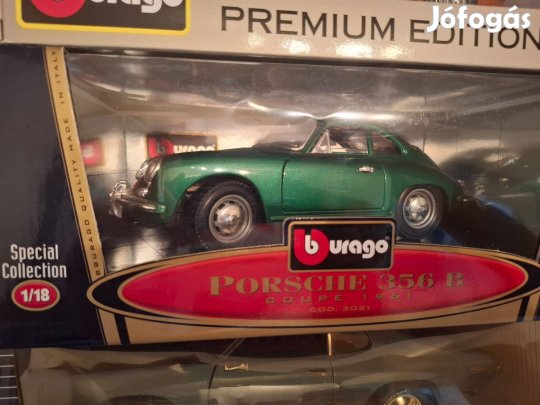 burago
PREMIUM EDITION
Jófogás
BBURAGO QUALITY MADE IN ITALY
burago
Special
Collection
1/18
burago
PORSCHE 356 B
COUPE 1961
COD. 3021